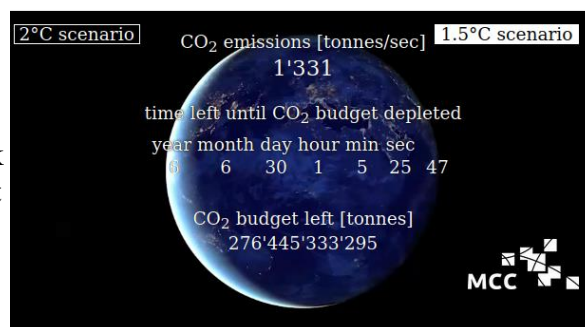 2°C scenario
1.5°C scenario
CO₂ emissions [tonnes/sec]
1'331
time left until CO₂ budget depleted
year month day hour min sec
6 6 30 1 5 25 47
CO₂ budget left [tonnes]
276'445'333'295
MCC